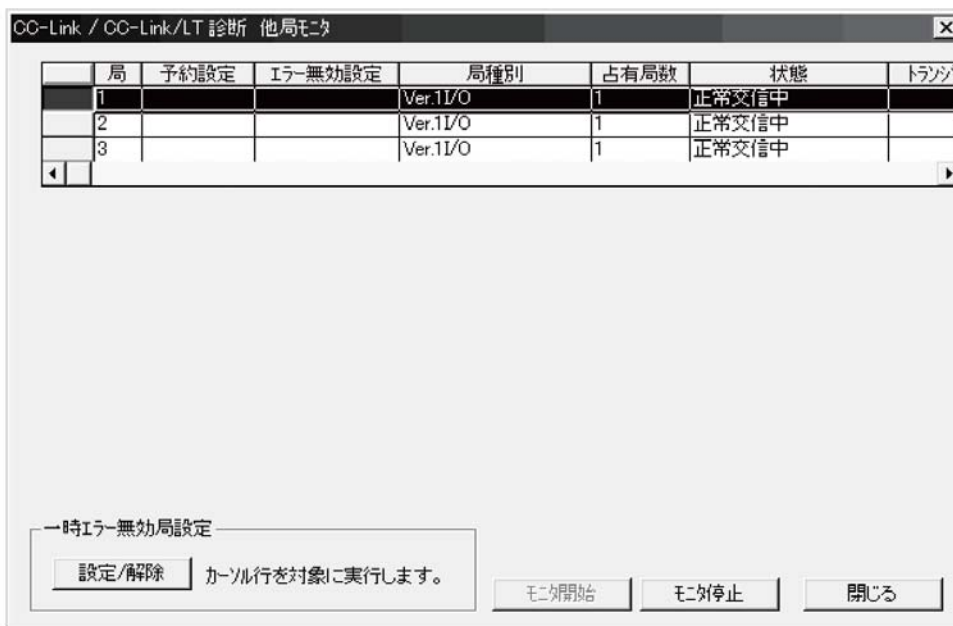 CC-Link / CC-Link/LT 診断 他局モニタ
局 予約設定 エラー無効設定 局種別 占有局数 状態 トランジ
1 Ver.1I/O 1 正常交信中
2 Ver.1I/O 1 正常交信中
3 Ver.1I/O 1 正常交信中
一時エラー無効局設定
設定/解除 カーソル行を対象に実行します。
モニタ開始 モニタ停止 閉じる